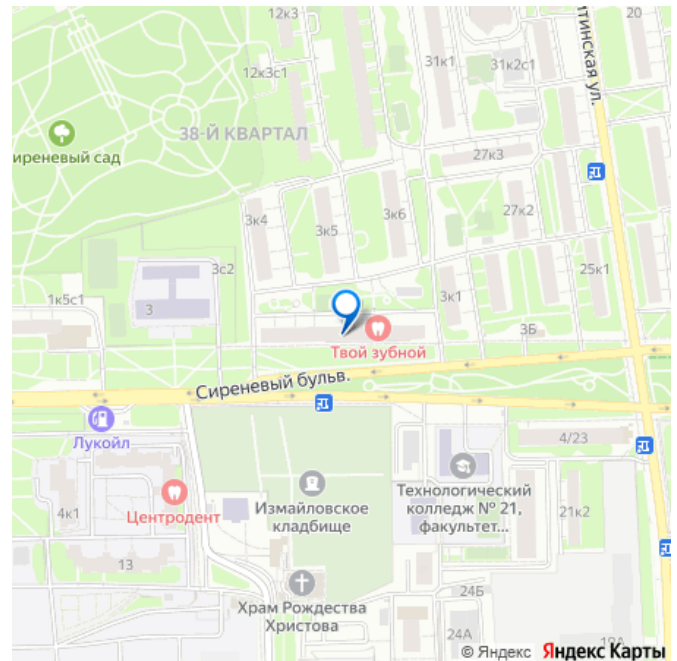 12к3
20
31к1
31к2с1
12к3с1
итинская ул.
38-Й КВАРТАЛ
иреневый сад
27к3
3к4
3к5
3к6
27к2
3с2
25к1
1к5с1
3
3к1
3Б
Твой зубной
Сиреневый бульв.
Лукойл
4/23
Измайловское
кладбище
Технологический
колледж № 21,
факультет...
4к1
Центродент
21к2
13
24Б
Храм Рождества
Христова
24А
© Яндекс Яндекс Карты